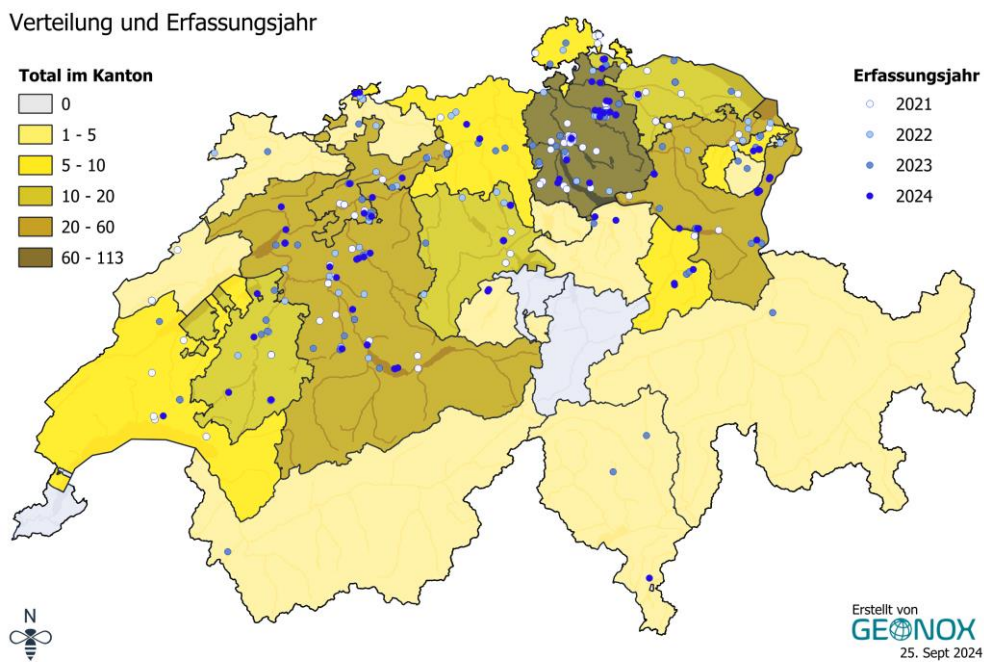 Verteilung und Erfassungsjahr
Total im Kanton
0
1 - 5
5 - 10
10 - 20
20 - 60
60 - 113
Erfassungsjahr
2021
2022
2023
2024
N
Erstellt von
GEONOX
25. Sept 2024